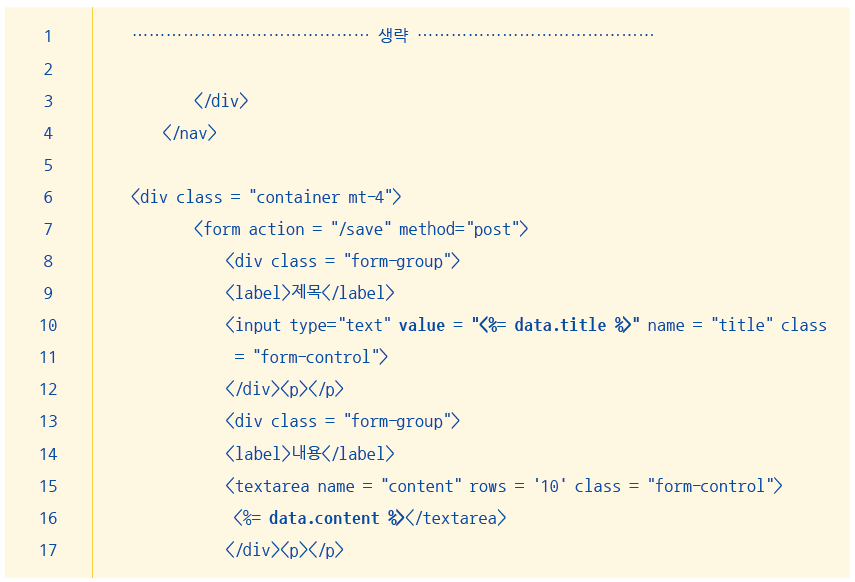 1 ………………………………… 생략 …………………………………
2
3 </div>
4 </nav>
5
6 <div class = "container mt-4">
7 <form action = "/save" method="post">
8 <div class = "form-group">
9 <label>제목</label>
10 <input type="text" value = "<%= data.title %>" name = "title" class
11 = "form-control">
12 </div><p></p>
13 <div class = "form-group">
14 <label>내용</label>
15 <textarea name = "content" rows = '10' class = "form-control">
16 <%= data.content %></textarea>
17 </div><p></p>